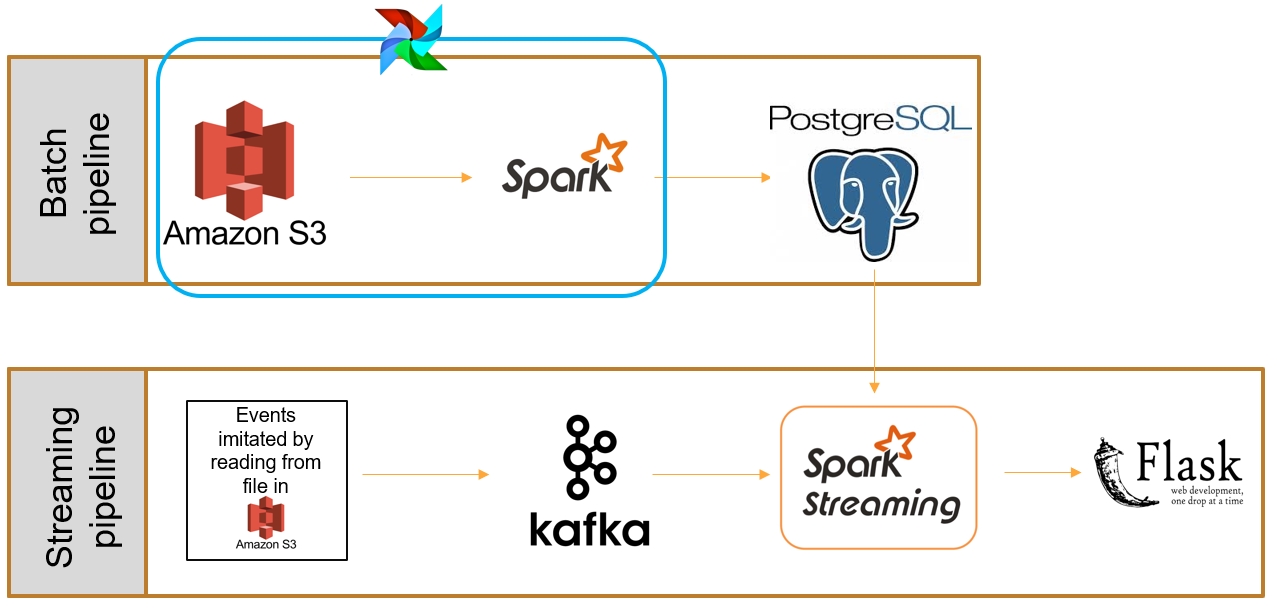 Batch
pipeline
Amazon S3
Spark
PostgreSQL
Streaming
pipeline
Events
imitated by
reading from
file in
Amazon S3
kafka
Spark
Streaming
Flask
web development,
one drop at a time